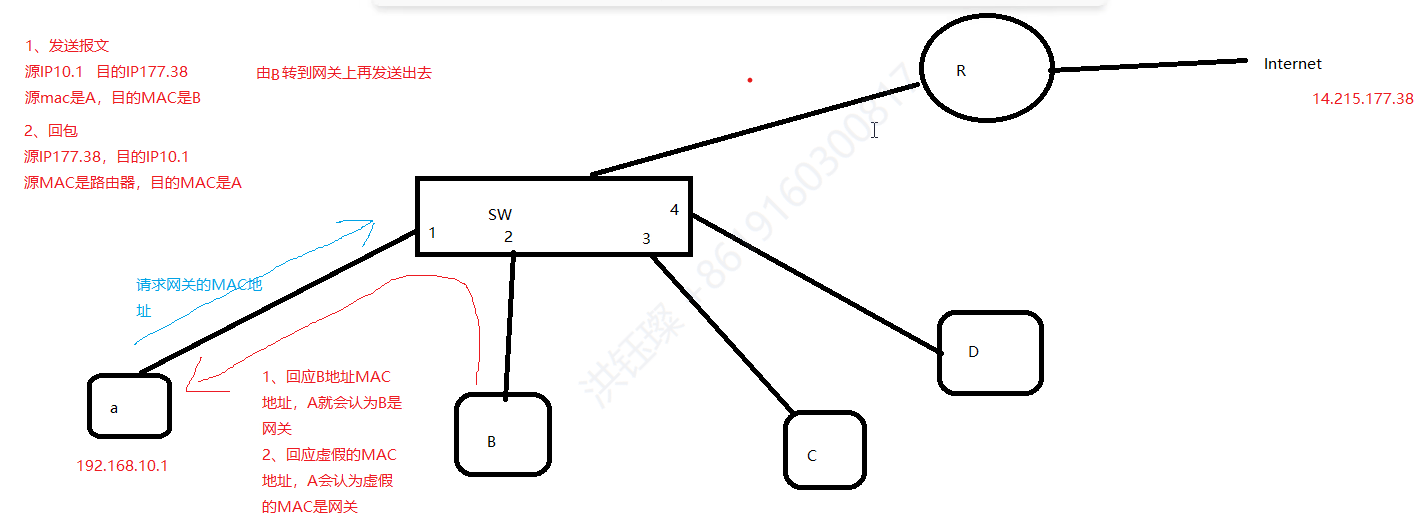 1、发送报文
源IP10.1 目的IP177.38
源mac是A，目的MAC是B
由B转到网关上再发送出去
2、回包
源IP177.38，目的IP10.1
源MAC是路由器，目的MAC是A
R
Internet
14.215.177.38
SW
1
2
3
4
请求网关的MAC地
址
a
192.168.10.1
1、回应B地址MAC
地址，A就会认为B是
网关
2、回应虚假的MAC
地址，A会认为虚假
的MAC是网关
B
C
D